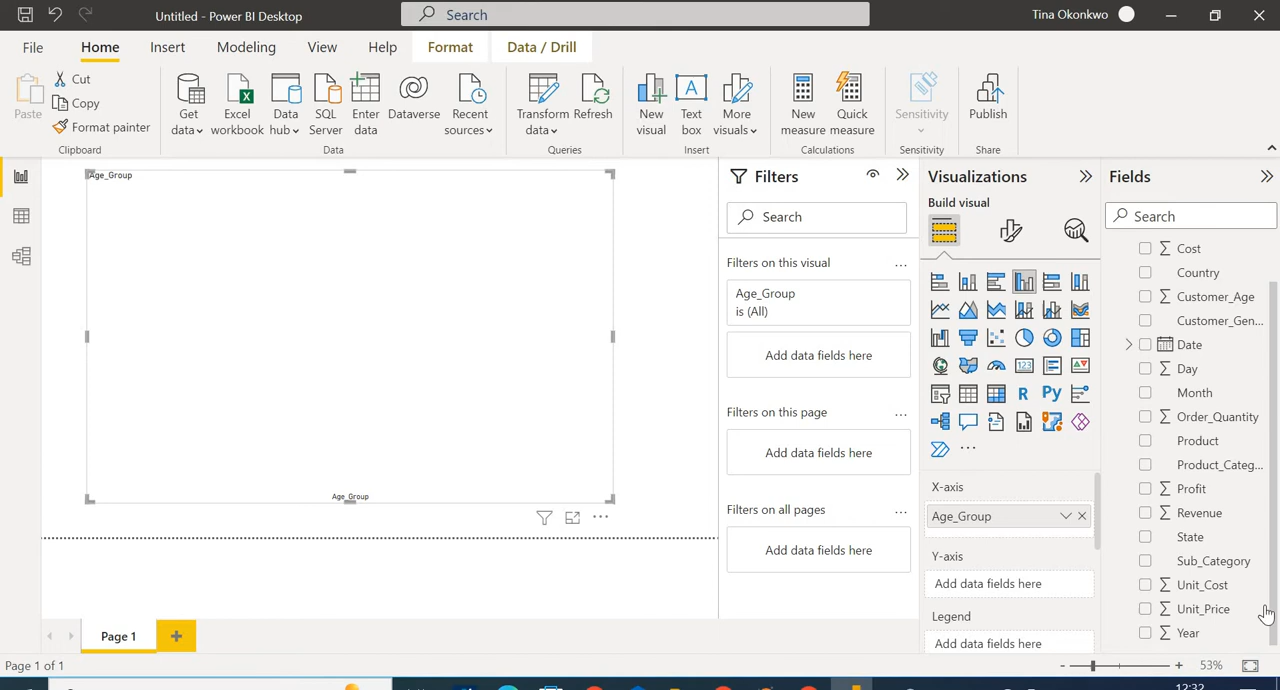 Untitled - Power BI Desktop
Search
Tina Okonkwo
File
Home
Insert
Modeling
View
Help
Format
Data / Drill
Paste
Cut
Copy
Format painter
Clipboard
Get data
Excel workbook
Data hub
SQL Server
Enter data
Dataverse
Recent sources
Data
Transform data
Refresh
Queries
New visual
Text box
A
More visuals
Insert
New measure
Quick measure
Calculations
Sensitivity
Sensitivity
Publish
Share
Age_Group
Age_Group
Filters
Search
Filters on this visual
...
Age_Group
is (All)
Add data fields here
Filters on this page
...
Add data fields here
Filters on all pages
...
Add data fields here
Visualizations
Build visual
123
R
Py
...
X-axis
Age_Group
Y-axis
Add data fields here
Legend
Add data fields here
Fields
Search
Cost
Country
Customer_Age
Customer_Gen...
Date
Day
Month
Order_Quantity
Product
Product_Categ...
Profit
Revenue
State
Sub_Category
Unit_Cost
Unit_Price
Year
Page 1
Page 1 of 1
53%
12:32